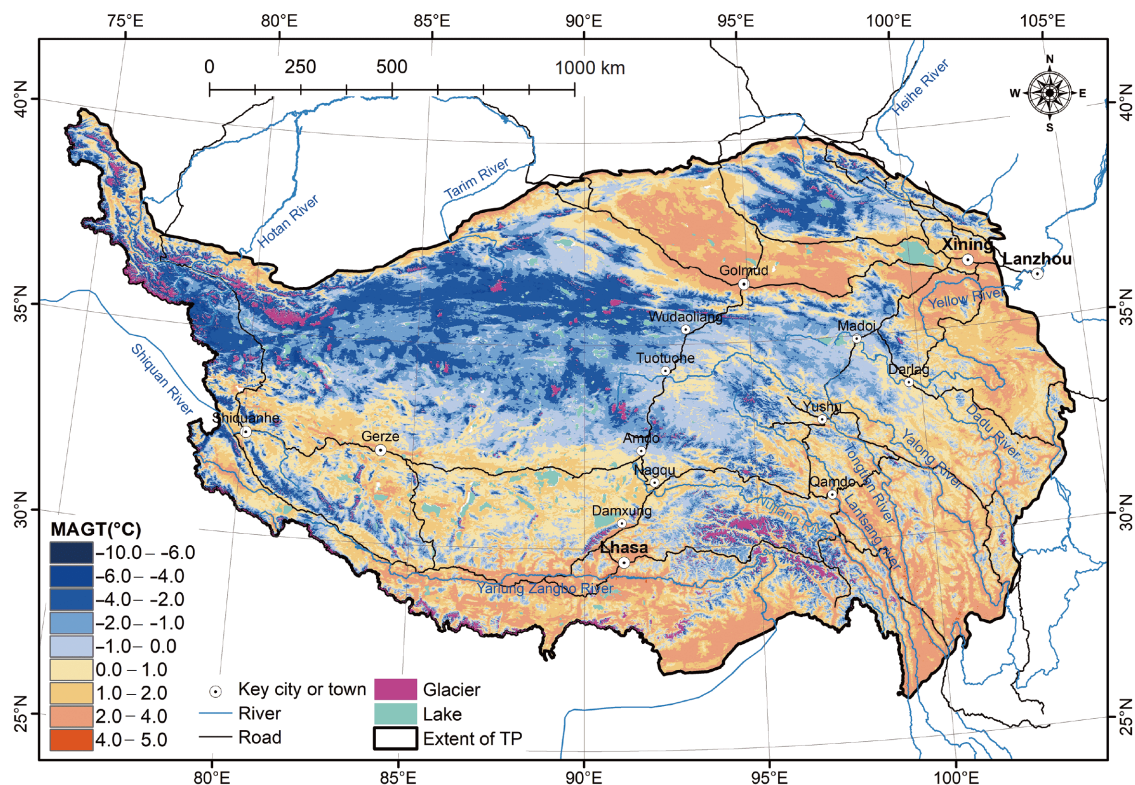 75°E 80°E 85°E 90°E 95°E 100°E 105°E
0 250 500 1000 km
N
W E
S
40°N
40°N
Heihe River
Tarim River
Hotan River
Xining
Lanzhou
Golmud
Yellow River
35°N
35°N
Wudaoliang
Madoi
Tuotuohe
Darlag
Shiquan River
Shiquanhe
Yushu
Dadu River
Gerze
Amdo
Yalong River
Nagqu
Tongtian River
Qamdo
30°N
30°N
Damxung
Nujiang River
Lantsang River
Lhasa
Yarlung Zangbo River
MAGT(°C)
–10.0 – –6.0
–6.0 – –4.0
–4.0 – –2.0
–2.0 – –1.0
–1.0 – 0.0
0.0 – 1.0
1.0 – 2.0
2.0 – 4.0
4.0 – 5.0
Key city or town
River
Road
Glacier
Lake
Extent of TP
25°N
25°N
80°E 85°E 90°E 95°E 100°E